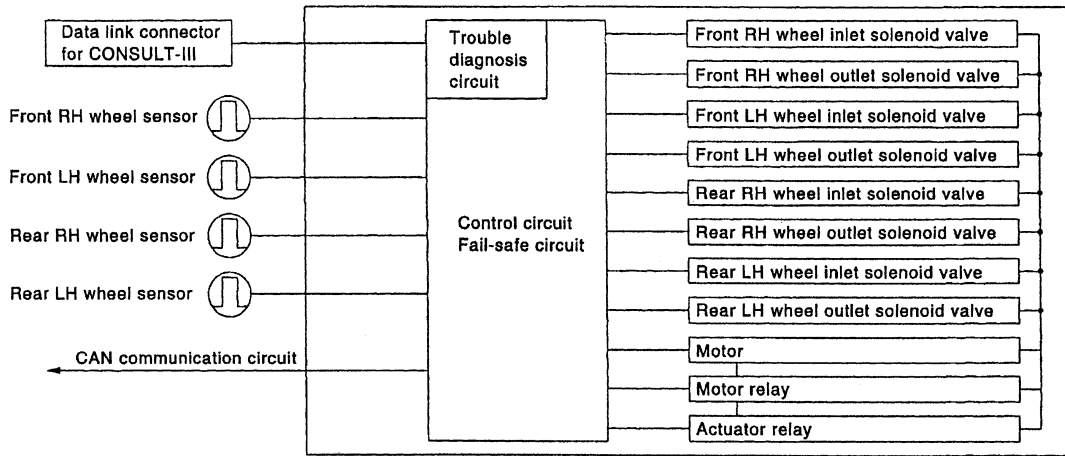 Data link connector
for CONSULT-III
Front RH wheel sensor
Front LH wheel sensor
Rear RH wheel sensor
Rear LH wheel sensor
CAN communication circuit
Trouble
diagnosis
circuit
Control circuit
Fail-safe circuit
Front RH wheel inlet solenoid valve
Front RH wheel outlet solenoid valve
Front LH wheel inlet solenoid valve
Front LH wheel outlet solenoid valve
Rear RH wheel inlet solenoid valve
Rear RH wheel outlet solenoid valve
Rear LH wheel inlet solenoid valve
Rear LH wheel outlet solenoid valve
Motor
Motor relay
Actuator relay